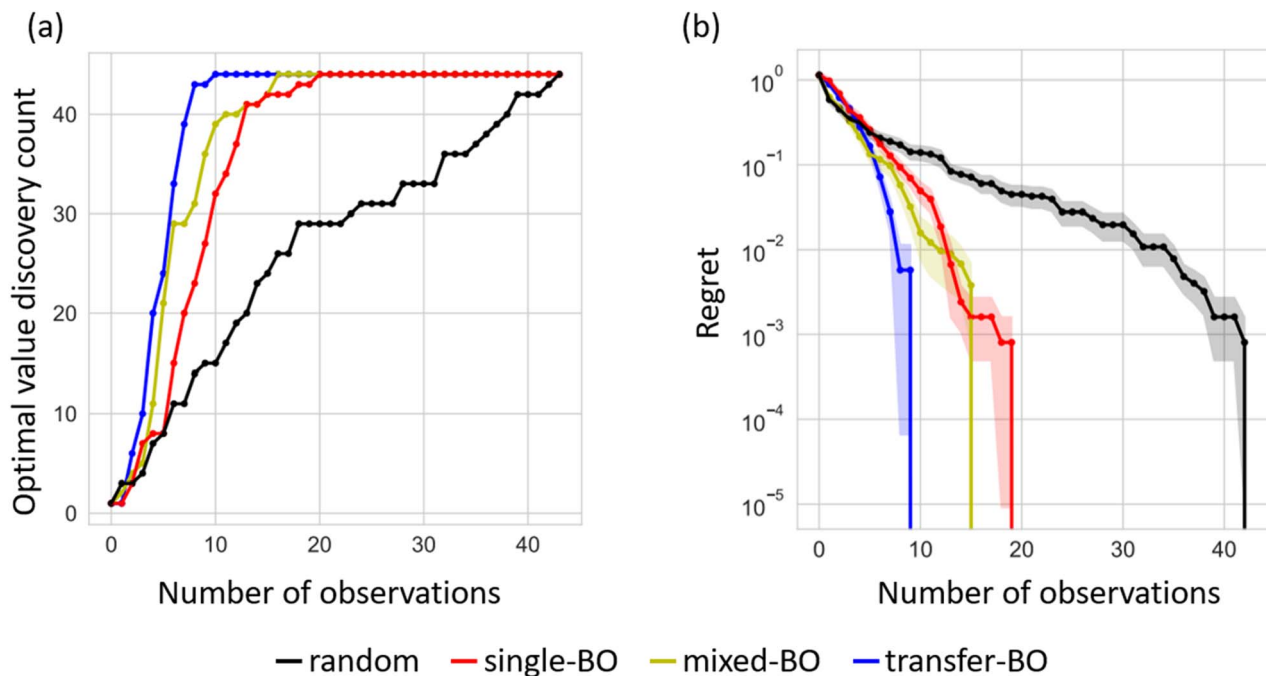 (a)
Optimal value discovery count
40
30
20
10
0
0 10 20 30 40
Number of observations
(b)
Regret
10⁰
10⁻¹
10⁻²
10⁻³
10⁻⁴
10⁻⁵
0 10 20 30 40
Number of observations
random single-BO mixed-BO transfer-BO